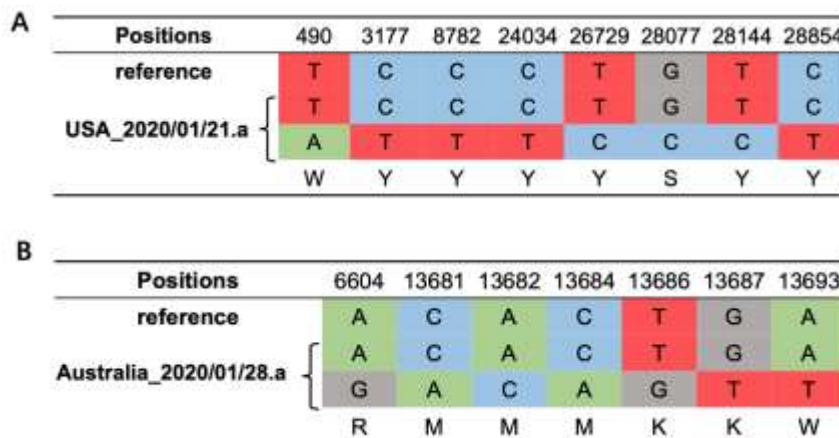 A
Positions 490 3177 8782 24034 26729 28077 28144 28854
reference T C C C T G T C
USA_2020/01/21.a T C C C T G T C
A T T T C C C T
W Y Y Y Y S Y Y
B
Positions 6604 13681 13682 13684 13686 13687 13693
reference A C A C T G A
Australia_2020/01/28.a A C A C T G A
G A C A G T T
R M M M K K W